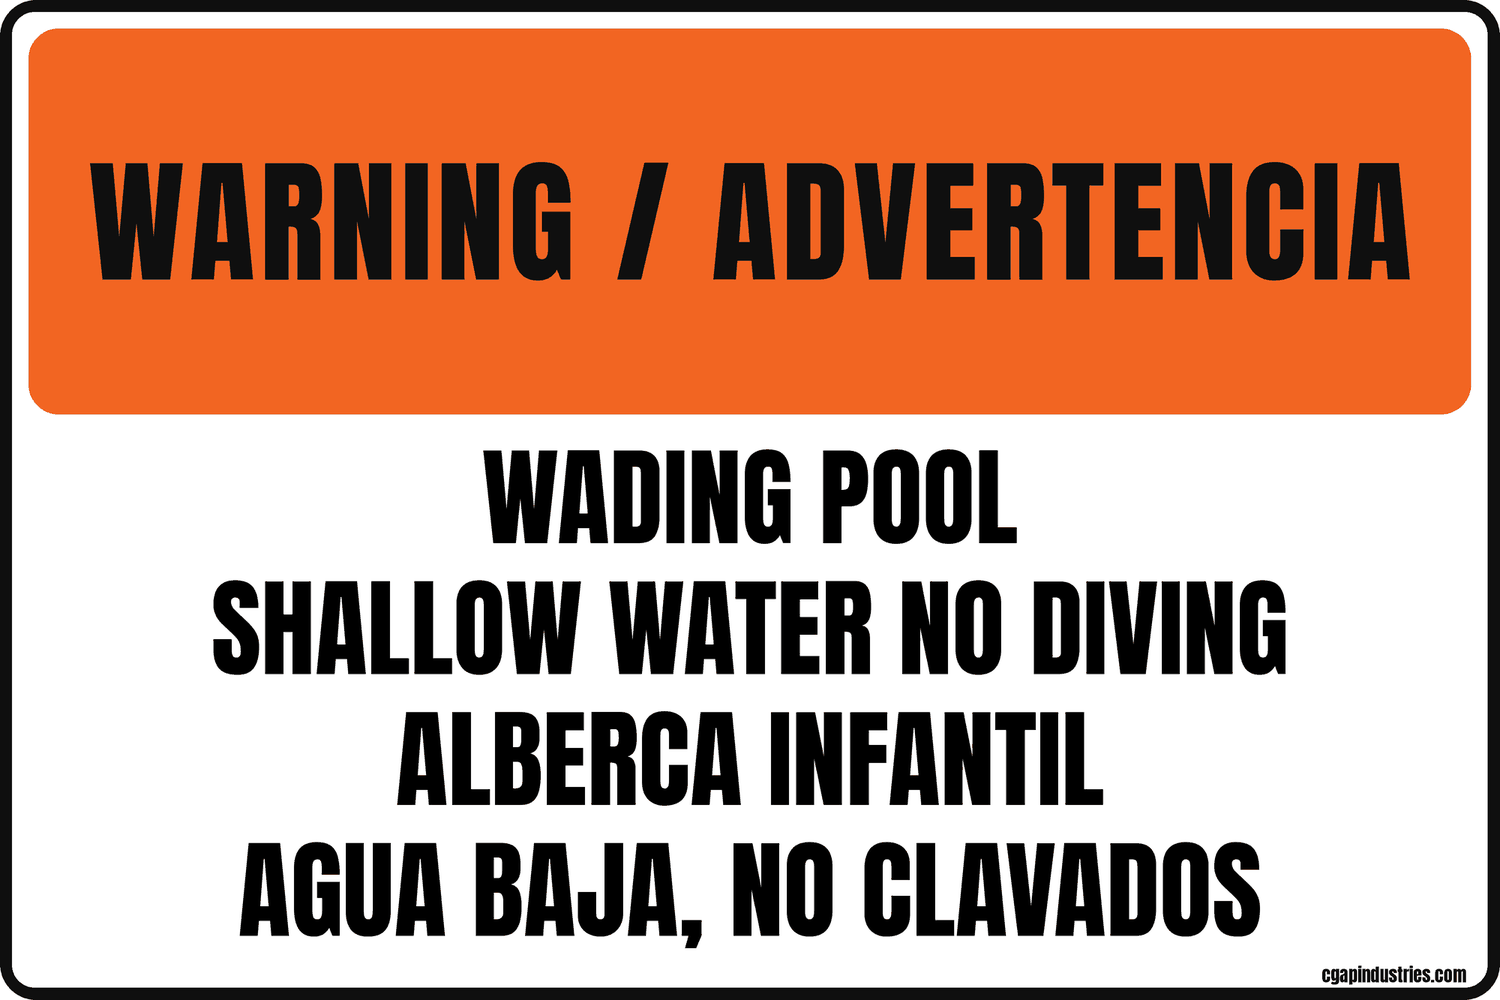 WARNING / ADVERTENCIA
WADING POOL
SHALLOW WATER NO DIVING
ALBERCA INFANTIL
AGUA BAJA, NO CLAVADOS
cgapindustries.com